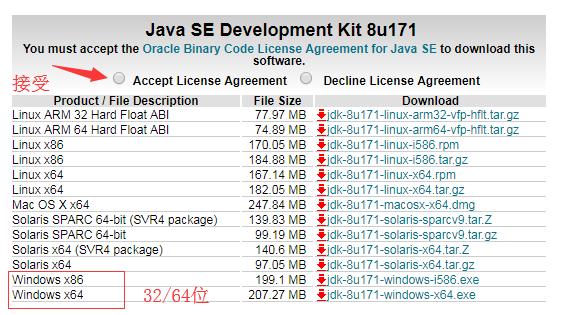 Java SE Development Kit 8u171
You must accept the Oracle Binary Code License Agreement for Java SE to download this
software.
接受
Accept License Agreement Decline License Agreement
Product / File Description File Size Download
Linux ARM 32 Hard Float ABI 77.97 MB jdk-8u171-linux-arm32-vfp-hflt.tar.gz
Linux ARM 64 Hard Float ABI 74.89 MB jdk-8u171-linux-arm64-vfp-hflt.tar.gz
Linux x86 170.05 MB jdk-8u171-linux-i586.rpm
Linux x86 184.88 MB jdk-8u171-linux-i586.tar.gz
Linux x64 167.14 MB jdk-8u171-linux-x64.rpm
Linux x64 182.05 MB jdk-8u171-linux-x64.tar.gz
Mac OS X x64 247.84 MB jdk-8u171-macosx-x64.dmg
Solaris SPARC 64-bit (SVR4 package) 139.83 MB jdk-8u171-solaris-sparcv9.tar.Z
Solaris SPARC 64-bit 99.19 MB jdk-8u171-solaris-sparcv9.tar.gz
Solaris x64 (SVR4 package) 140.6 MB jdk-8u171-solaris-x64.tar.Z
Solaris x64 97.05 MB jdk-8u171-solaris-x64.tar.gz
Windows x86 199.1 MB jdk-8u171-windows-i586.exe
Windows x64 32/64位 207.27 MB jdk-8u171-windows-x64.exe